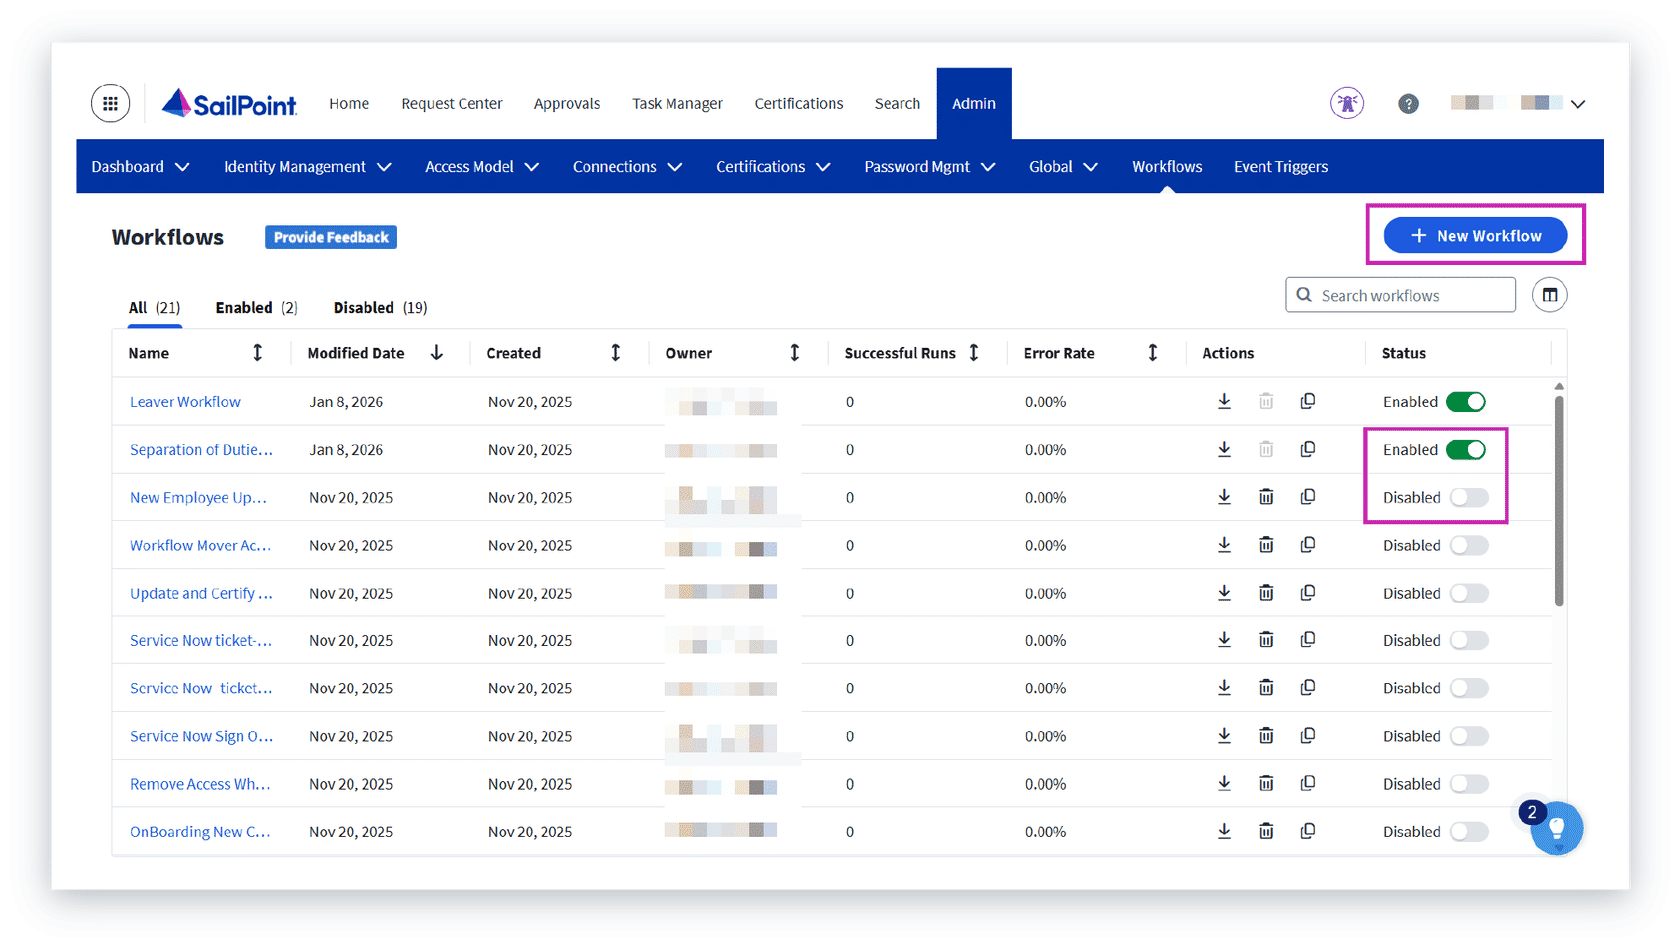 SailPoint Home Request Center Approvals Task Manager Certifications Search Admin ?
Dashboard Identity Management Access Model Connections Certifications Password Mgmt Global Workflows Event Triggers
Workflows Provide Feedback + New Workflow
All (21) Enabled (2) Disabled (19) Search workflows
Name Modified Date Created Owner Successful Runs Error Rate Actions Status
Leaver Workflow Jan 8, 2026 Nov 20, 2025 0 0.00% Enabled
Separation of Dutie... Jan 8, 2026 Nov 20, 2025 0 0.00% Enabled
New Employee Up... Nov 20, 2025 Nov 20, 2025 0 0.00% Disabled
Workflow Mover Ac... Nov 20, 2025 Nov 20, 2025 0 0.00% Disabled
Update and Certify ... Nov 20, 2025 Nov 20, 2025 0 0.00% Disabled
Service Now ticket-... Nov 20, 2025 Nov 20, 2025 0 0.00% Disabled
Service Now ticket... Nov 20, 2025 Nov 20, 2025 0 0.00% Disabled
Service Now Sign O... Nov 20, 2025 Nov 20, 2025 0 0.00% Disabled
Remove Access Wh... Nov 20, 2025 Nov 20, 2025 0 0.00% Disabled
OnBoarding New C... Nov 20, 2025 Nov 20, 2025 0 0.00% Disabled
2